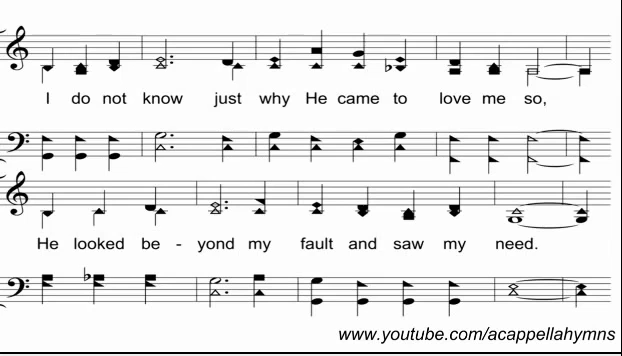 I do not know just why He came to love me so,
He looked be - yond my fault and saw my need.
www.youtube.com/acappellahymns